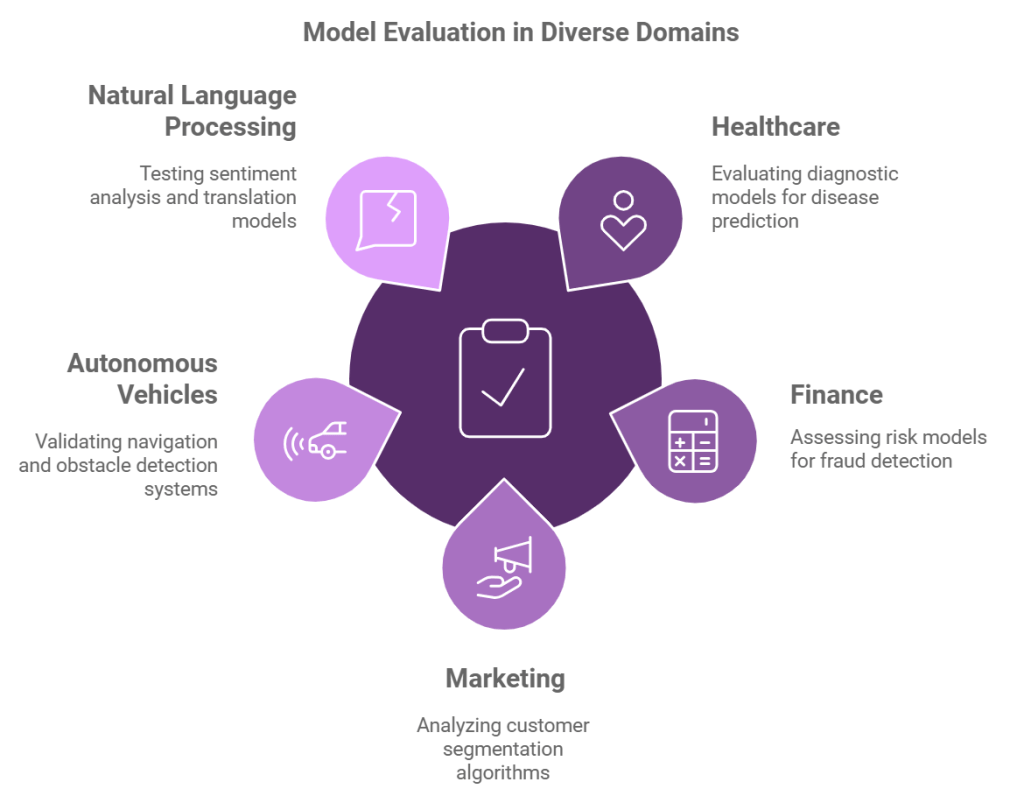 Model Evaluation in Diverse Domains
Natural Language
Processing
Testing sentiment
analysis and translation
models
Healthcare
Evaluating diagnostic
models for disease
prediction
Autonomous
Vehicles
Validating navigation
and obstacle detection
systems
Finance
Assessing risk models
for fraud detection
Marketing
Analyzing customer
segmentation
algorithms